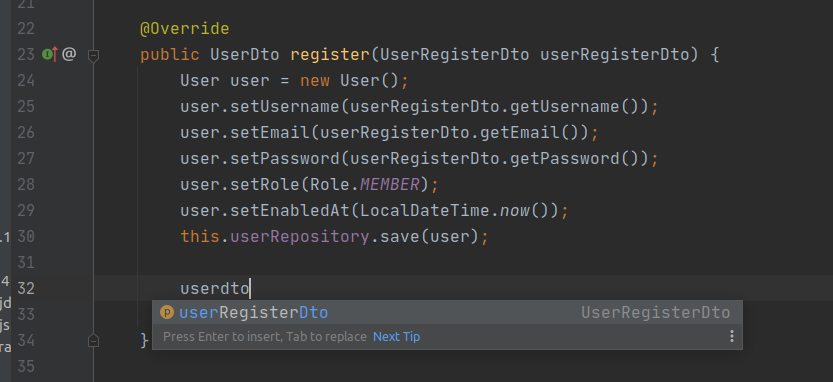 21
22 @Override
23 @ public UserDto register(UserRegisterDto userRegisterDto) {
24 User user = new User();
25 user.setUsername(userRegisterDto.getUsername());
26 user.setEmail(userRegisterDto.getEmail());
27 user.setPassword(userRegisterDto.getPassword());
28 user.setRole(Role.MEMBER);
29 user.setEnabledAt(LocalDateTime.now());
.1 30 this.userRepository.save(user);
31
4 32 userdto
jd 33 p userRegisterDto UserRegisterDto
js Press Enter to insert, Tab to replace Next Tip
ra 34 }
35